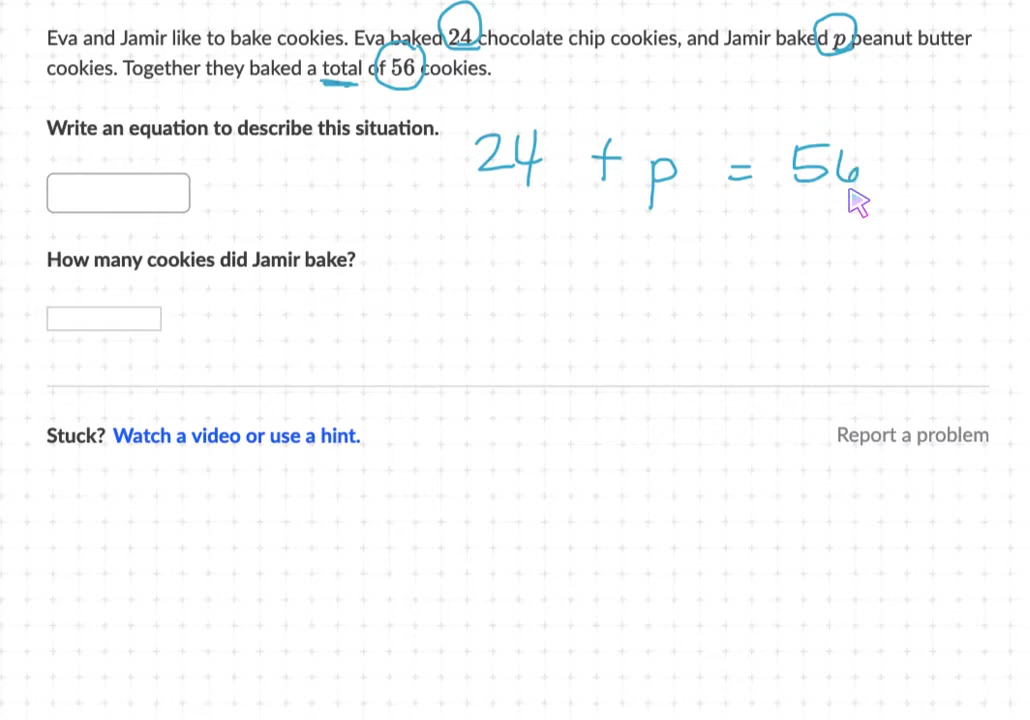 Eva and Jamir like to bake cookies. Eva baked 24 chocolate chip cookies, and Jamir baked p peanut butter
cookies. Together they baked a total of 56 cookies.
Write an equation to describe this situation.
24 + p = 56
How many cookies did Jamir bake?
Stuck? Watch a video or use a hint.
Report a problem